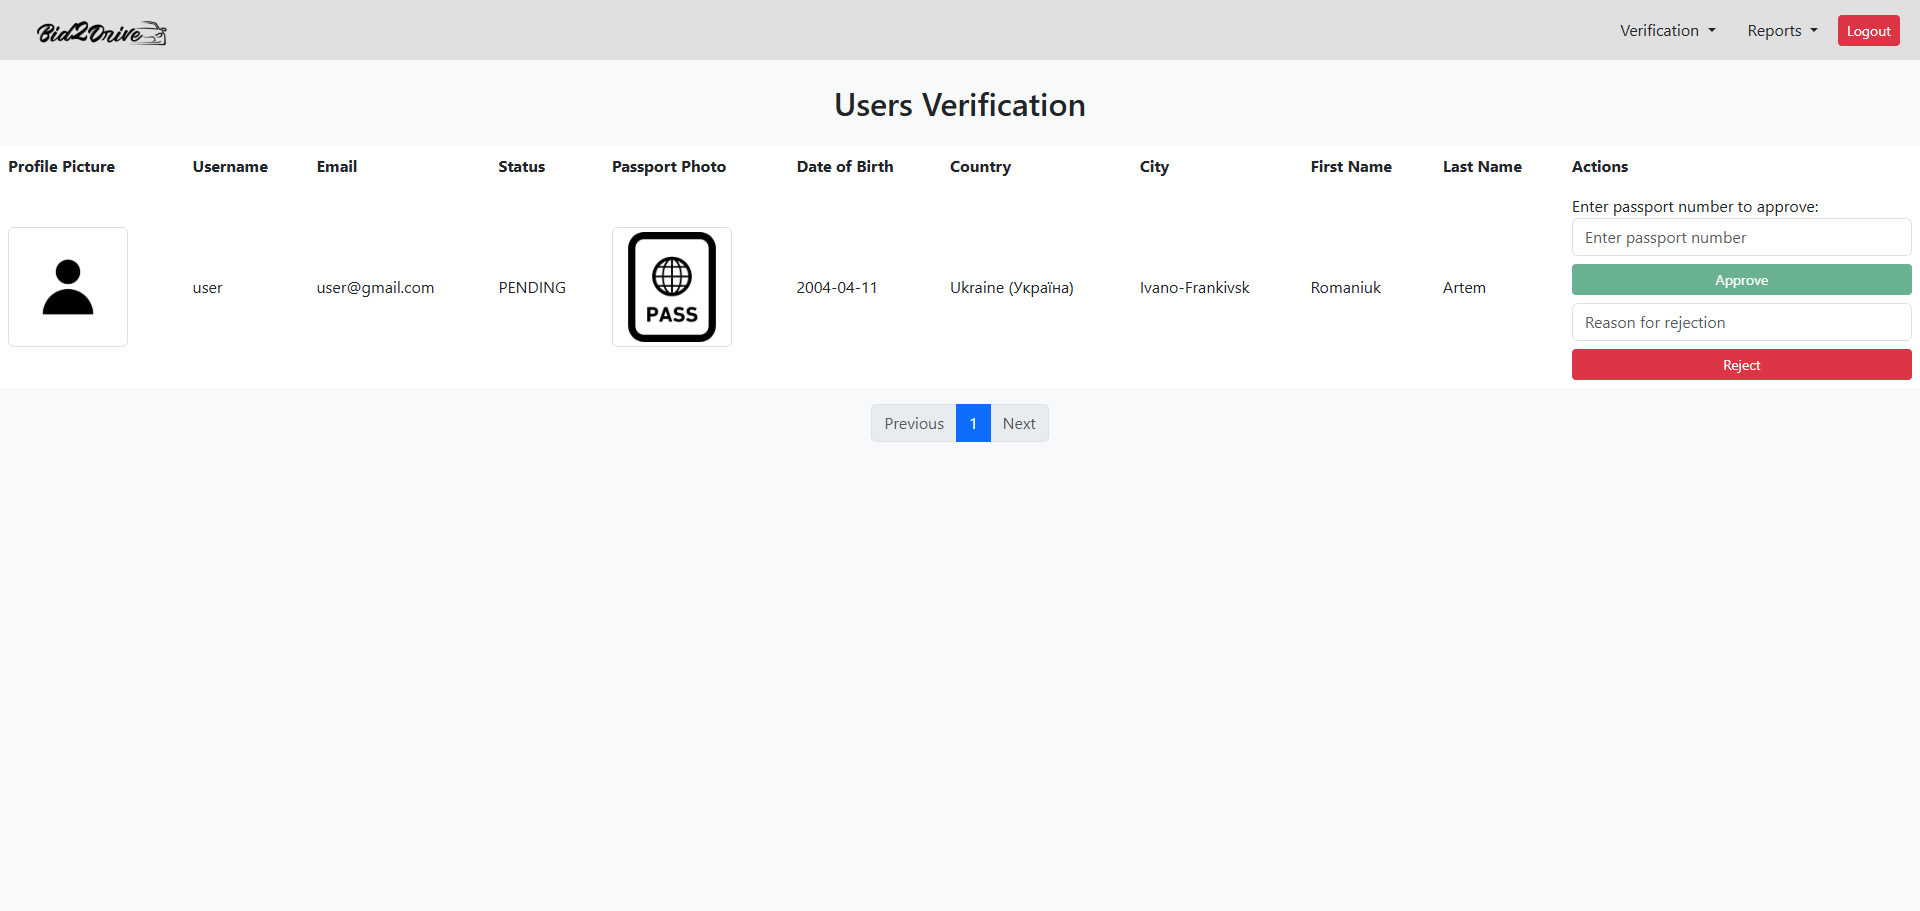 Bid2Drive
Verification Reports Logout
Users Verification
Profile Picture Username Email Status Passport Photo Date of Birth Country City First Name Last Name Actions
Enter passport number to approve:
Enter passport number
user user@gmail.com PENDING PASS 2004-04-11 Ukraine (Україна) Ivano-Frankivsk Romaniuk Artem
Approve
Reason for rejection
Reject
Previous 1 Next